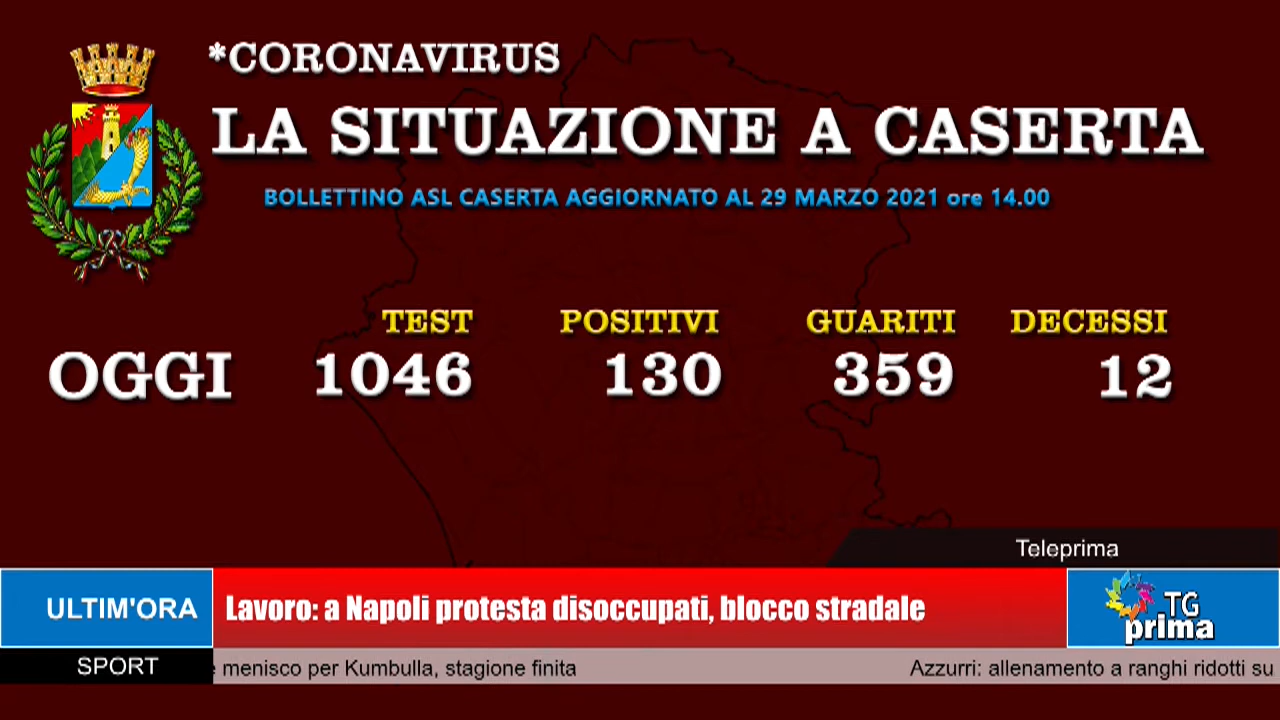 *CORONAVIRUS
LA SITUAZIONE A CASERTA
BOLLETTINO ASL CASERTA AGGIORNATO AL 29 MARZO 2021 ore 14.00
TEST POSITIVI GUARITI DECESSI
OGGI 1046 130 359 12
Teleprima
ULTIM'ORA Lavoro: a Napoli protesta disoccupati, blocco stradale
TG
prima
SPORT menisco per Kumbulla, stagione finita Azzurri: allenamento a ranghi ridotti su